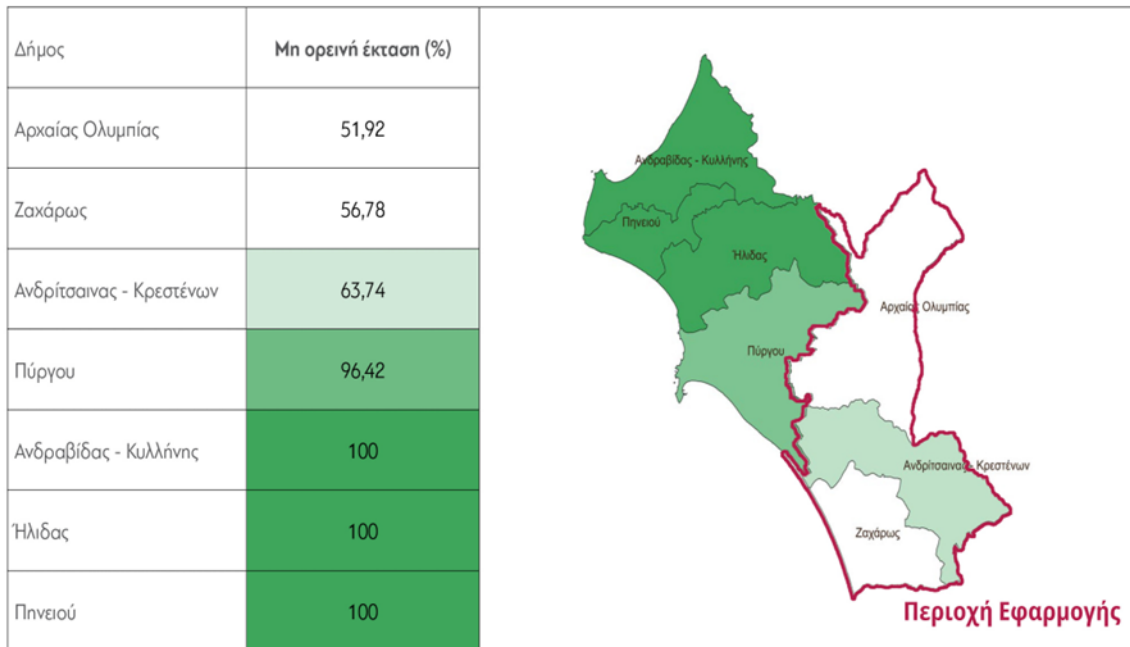 Δήμος Μη ορεινή έκταση (%)
Αρχαίας Ολυμπίας 51,92
Ζαχάρως 56,78
Ανδρίτσαινας - Κρεστένων 63,74
Πύργου 96,42
Ανδραβίδας - Κυλλήνης 100
Ήλιδας 100
Πηνειού 100
Ανδραβίδας - Κυλλήνης
Πηνειού
Ήλιδας
Αρχαίας Ολυμπίας
Πύργου
Ανδρίτσαινας - Κρεστένων
Ζαχάρως
Περιοχή Εφαρμογής